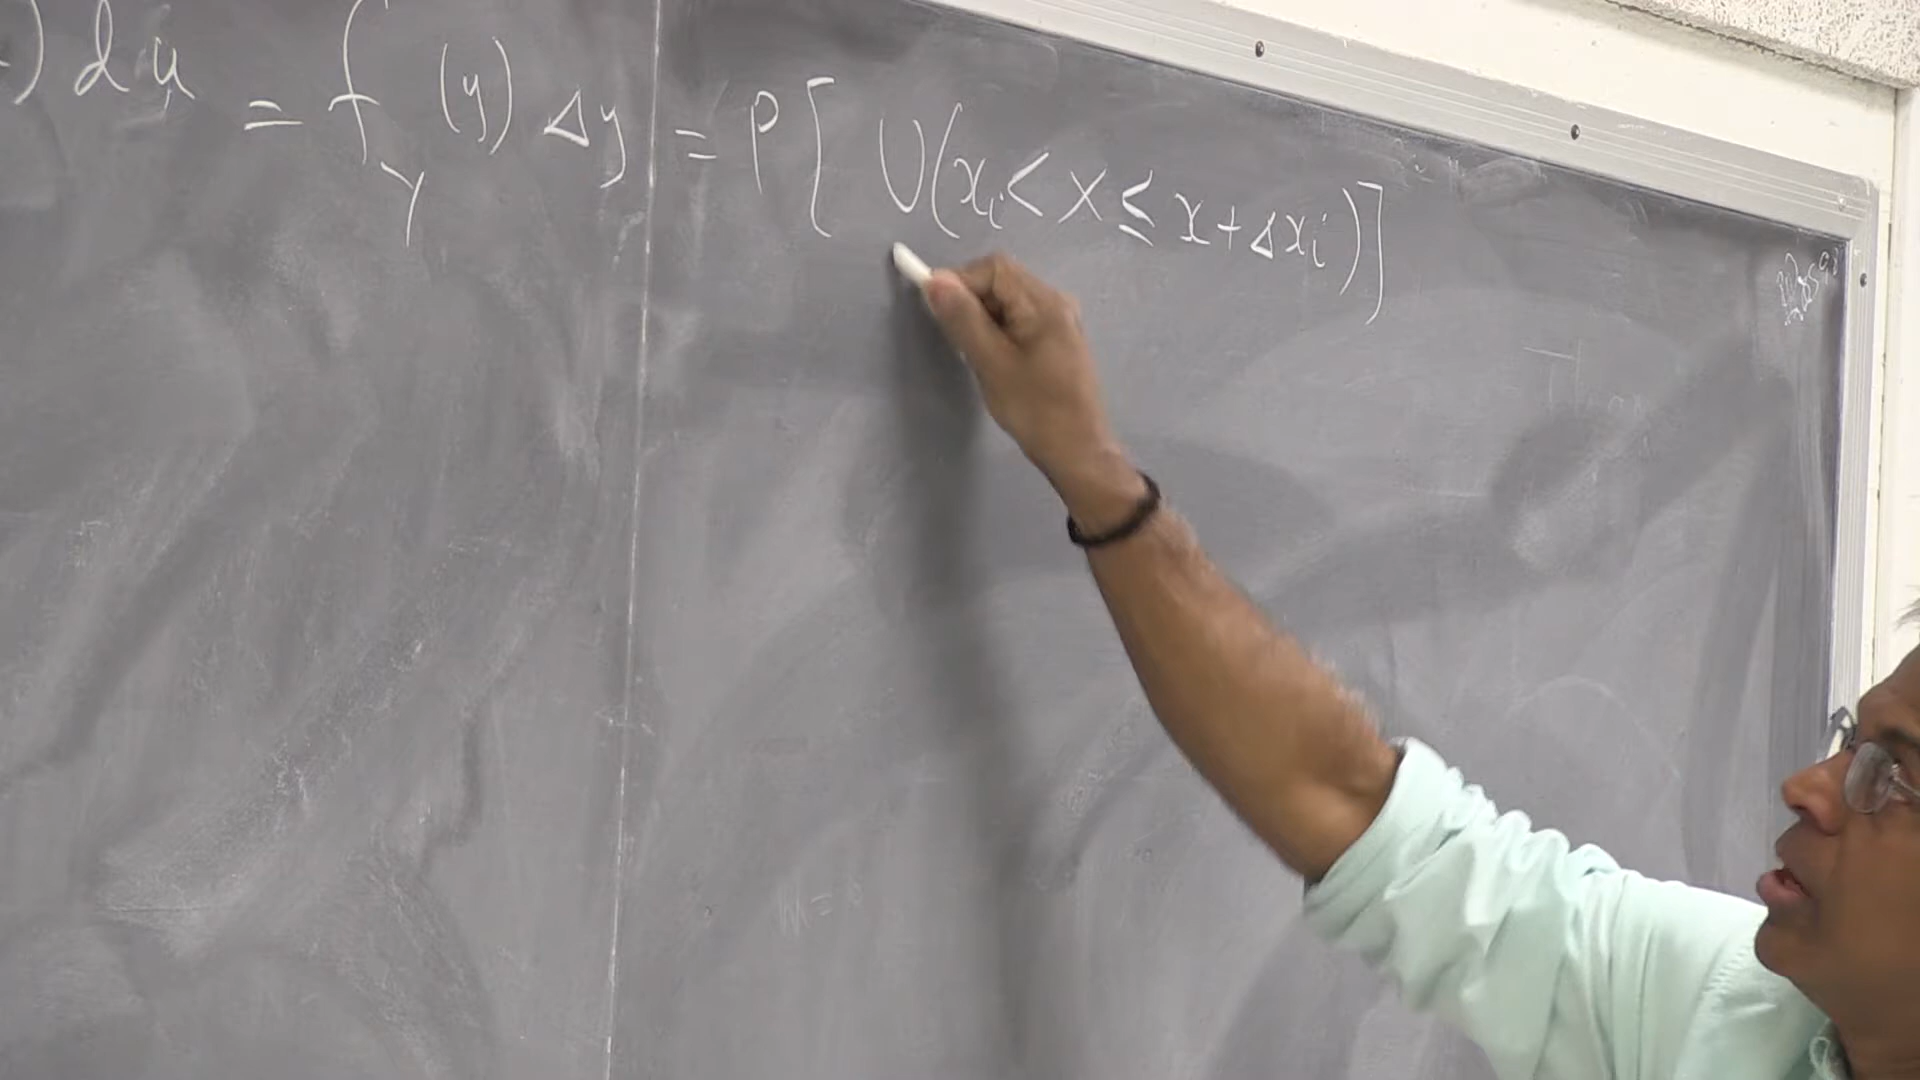 ) du = f_Y (y) Δy = P[ ∪(x_i < X ≤ x + Δx_i)]